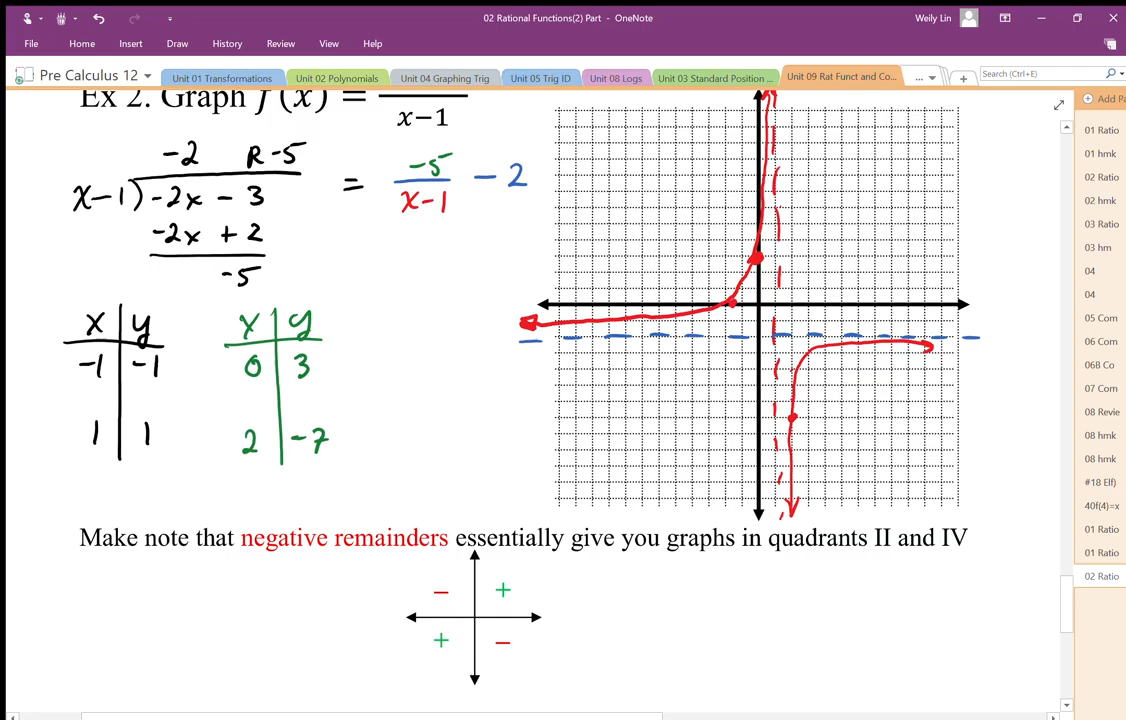 02 Rational Functions(2) Part - OneNote
Weily Lin
File Home Insert Draw History Review View Help
Pre Calculus 12
Unit 01 Transformations
Unit 02 Polynomials
Unit 04 Graphing Trig
Unit 05 Trig ID
Unit 08 Logs
Unit 03 Standard Position ...
Unit 09 Rat Funct and Co...
...
Search (Ctrl+E)
Add Pa
01 Ratio
01 hmk
02 Ratio
02 hmk
03 Ratio
03 hm
04
04
05 Com
06 Com
06B Co
07 Com
08 Revie
08 hmk
08 hmk
#18 Elf)
40f(4)=x
01 Ratio
01 Ratio
02 Ratio
Ex 2. Graph f(x) =
x−1
-2 R-5
x-1)-2x - 3 = -5/x-1 - 2
-2x + 2
-5
x y
-1 -1
1 1
x y
0 3
2 -7
Make note that negative remainders essentially give you graphs in quadrants II and IV
− +
+ −